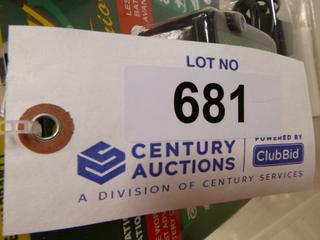 LOT NO
681
CENTURY
AUCTIONS
POWERED BY
ClubBid
A DIVISION OF CENTURY SERVICES